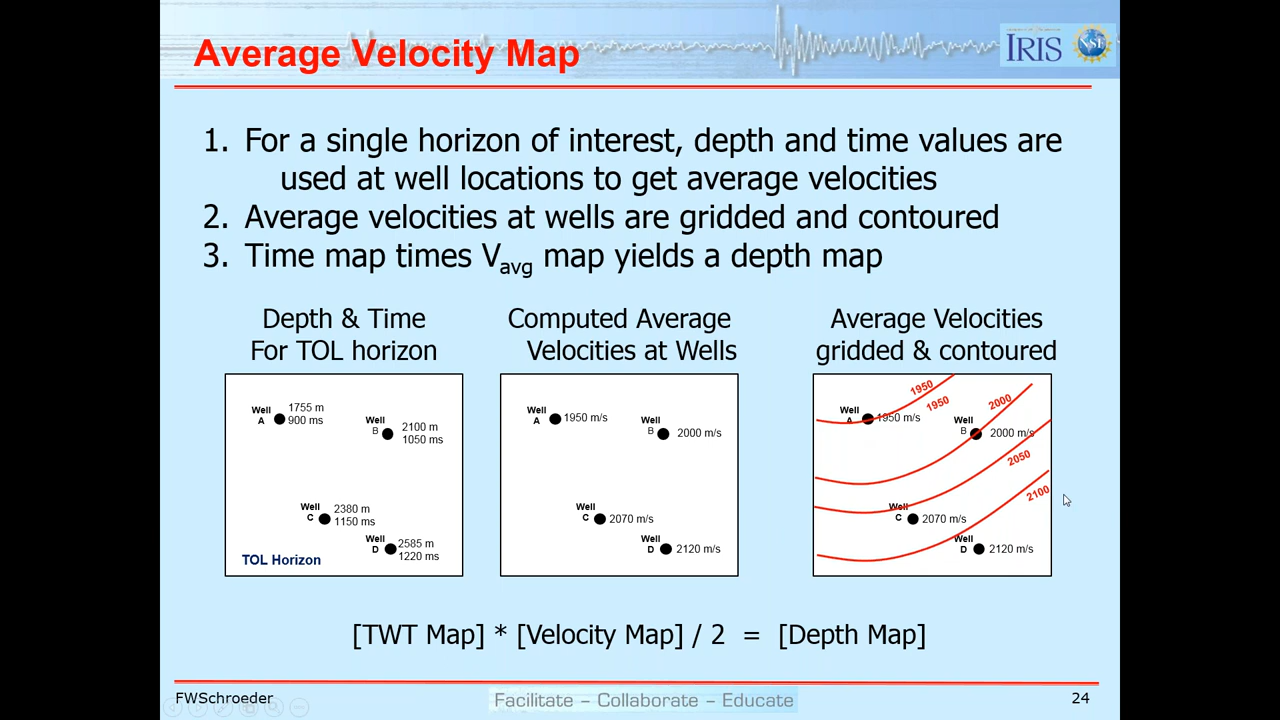 Average Velocity Map
IRIS
NSF
1. For a single horizon of interest, depth and time values are
used at well locations to get average velocities
2. Average velocities at wells are gridded and contoured
3. Time map times Vavg map yields a depth map
Depth & Time
For TOL horizon
Well
A
1755 m
900 ms
Well
B
2100 m
1050 ms
Well
C
2380 m
1150 ms
Well
D
2585 m
1220 ms
TOL Horizon
Computed Average
Velocities at Wells
Well
A
1950 m/s
Well
B
2000 m/s
Well
C
2070 m/s
Well
D
2120 m/s
Average Velocities
gridded & contoured
1950
1950
2000
Well
A
1950 m/s
Well
B
2000 m/s
2050
2100
Well
C
2070 m/s
Well
D
2120 m/s
[TWT Map] * [Velocity Map] / 2 = [Depth Map]
FWSchroeder
Facilitate – Collaborate – Educate
24